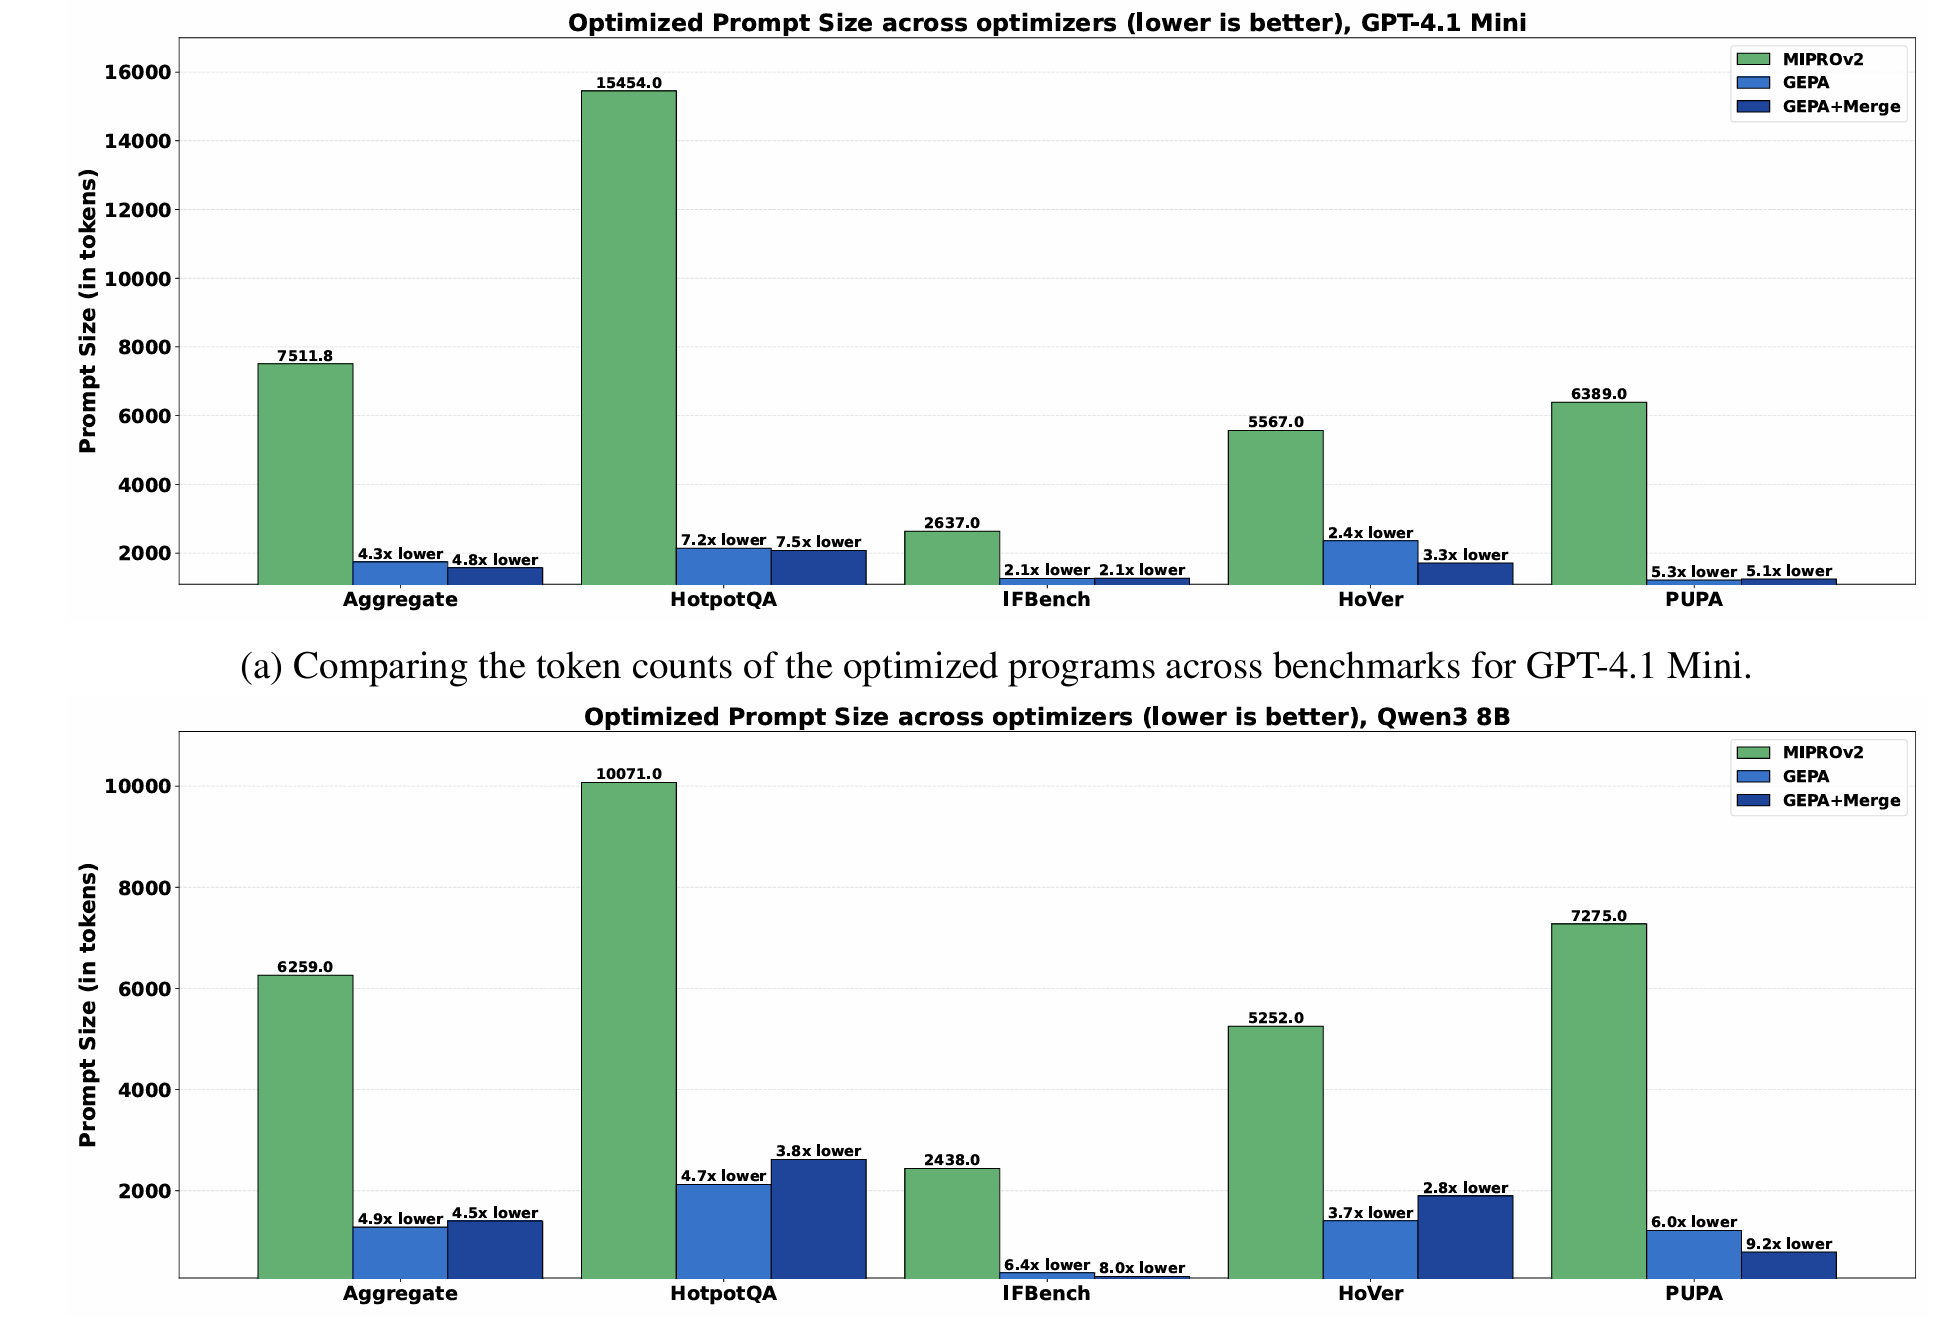 Optimized Prompt Size across optimizers (lower is better), GPT-4.1 Mini
MIPROv2
GEPA
GEPA+Merge
Prompt Size (in tokens)
16000
14000
12000
10000
8000
6000
4000
2000
7511.8
4.3x lower
4.8x lower
15454.0
7.2x lower
7.5x lower
2637.0
2.1x lower
2.1x lower
5567.0
2.4x lower
3.3x lower
6389.0
5.3x lower
5.1x lower
Aggregate
HotpotQA
IFBench
HoVer
PUPA
(a) Comparing the token counts of the optimized programs across benchmarks for GPT-4.1 Mini.
Optimized Prompt Size across optimizers (lower is better), Qwen3 8B
MIPROv2
GEPA
GEPA+Merge
Prompt Size (in tokens)
10000
8000
6000
4000
2000
6259.0
4.9x lower
4.5x lower
10071.0
4.7x lower
3.8x lower
2438.0
6.4x lower
8.0x lower
5252.0
3.7x lower
2.8x lower
7275.0
6.0x lower
9.2x lower
Aggregate
HotpotQA
IFBench
HoVer
PUPA